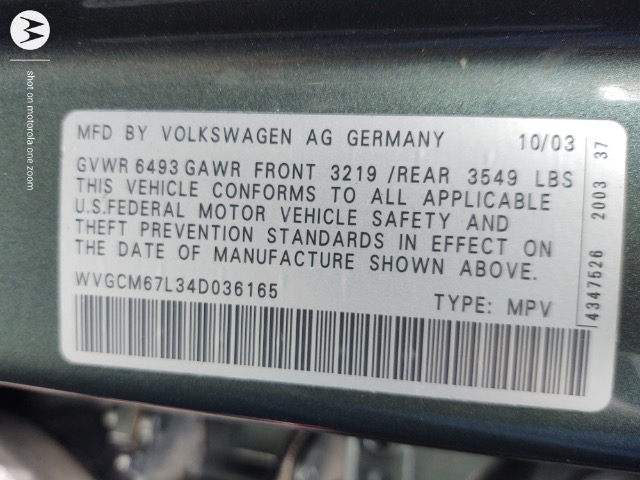 MFD BY VOLKSWAGEN AG GERMANY 10/03
GVWR 6493 GAWR FRONT 3219 /REAR 3549 LBS
THIS VEHICLE CONFORMS TO ALL APPLICABLE
U.S.FEDERAL MOTOR VEHICLE SAFETY AND
THEFT PREVENTION STANDARDS IN EFFECT ON
THE DATE OF MANUFACTURE SHOWN ABOVE.
WVGCM67L34D036165 TYPE: MPV
4347526 2003 37
shot on motorola one zoom